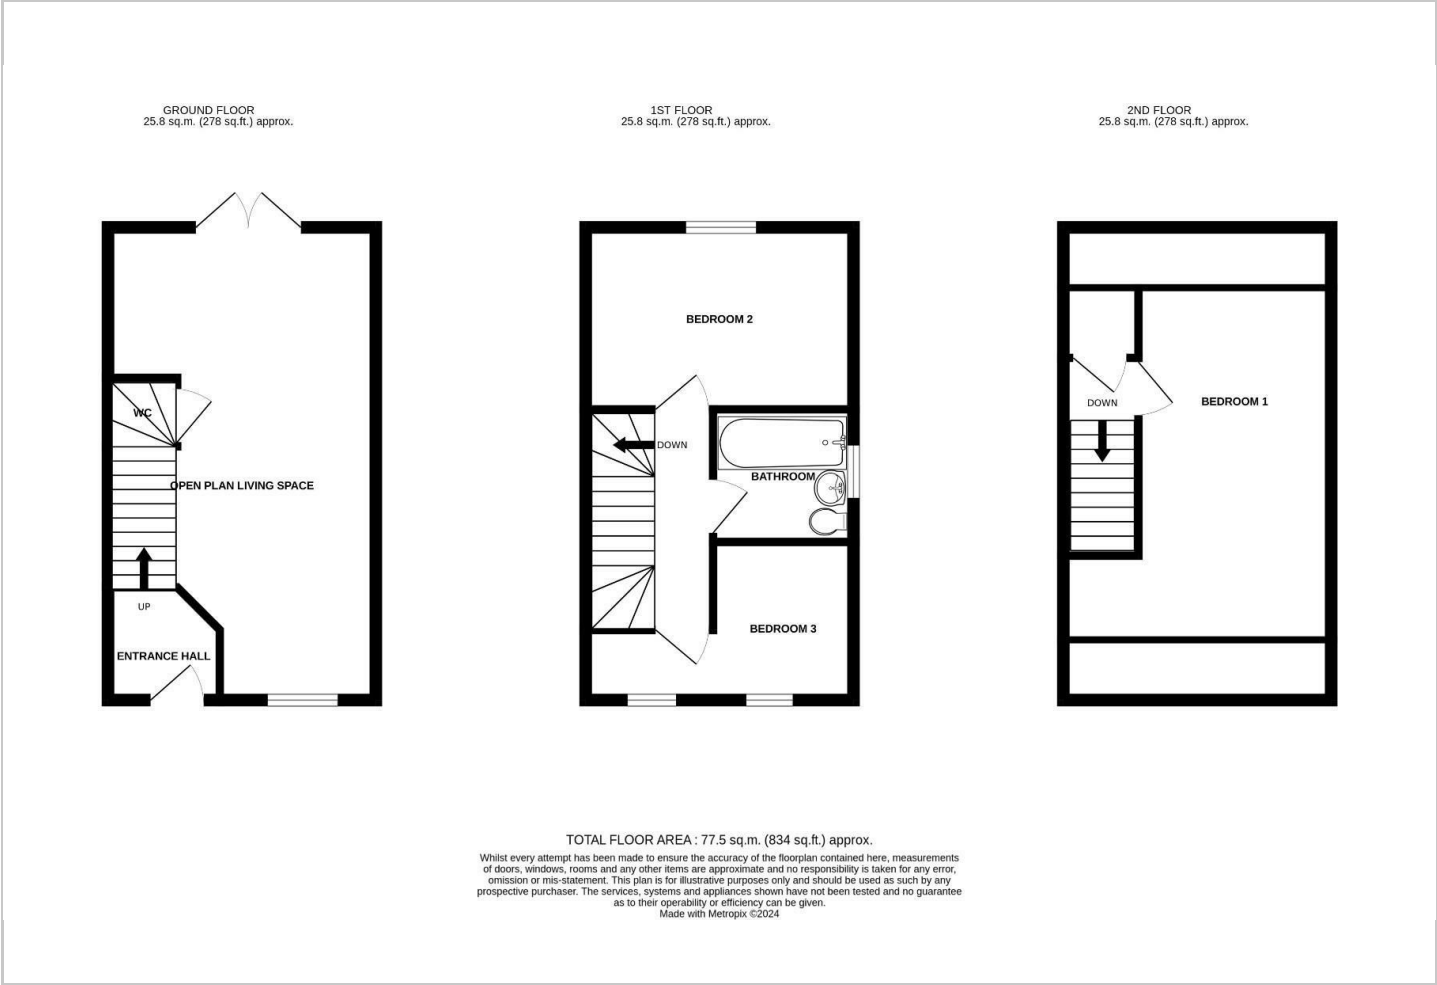 GROUND FLOOR
25.8 sq.m. (278 sq.ft.) approx.
1ST FLOOR
25.8 sq.m. (278 sq.ft.) approx.
2ND FLOOR
25.8 sq.m. (278 sq.ft.) approx.
WC
OPEN PLAN LIVING SPACE
UP
ENTRANCE HALL
BEDROOM 2
DOWN
BATHROOM
BEDROOM 3
DOWN
BEDROOM 1
TOTAL FLOOR AREA : 77.5 sq.m. (834 sq.ft.) approx.
Whilst every attempt has been made to ensure the accuracy of the floorplan contained here, measurements
of doors, windows, rooms and any other items are approximate and no responsibility is taken for any error,
omission or mis-statement. This plan is for illustrative purposes only and should be used as such by any
prospective purchaser. The services, systems and appliances shown have not been tested and no guarantee
as to their operability or efficiency can be given.
Made with Metropix ©2024